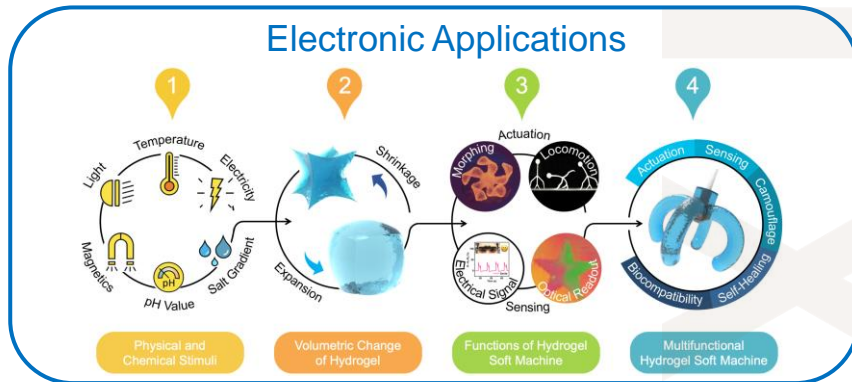 Electronic Applications
1
2
3
4
Temperature
Light
Electricity
Magnetics
pH
Salt Gradient
pH Value
Shrinkage
Expansion
Actuation
Morphing
Locomotion
Electrical Signal
Optical Readout
Sensing
Actuation
Sensing
Camouflage
Self-Healing
Biocompatibility
Physical and
Chemical Stimuli
Volumetric Change
of Hydrogel
Functions of Hydrogel
Soft Machine
Multifunctional
Hydrogel Soft Machine